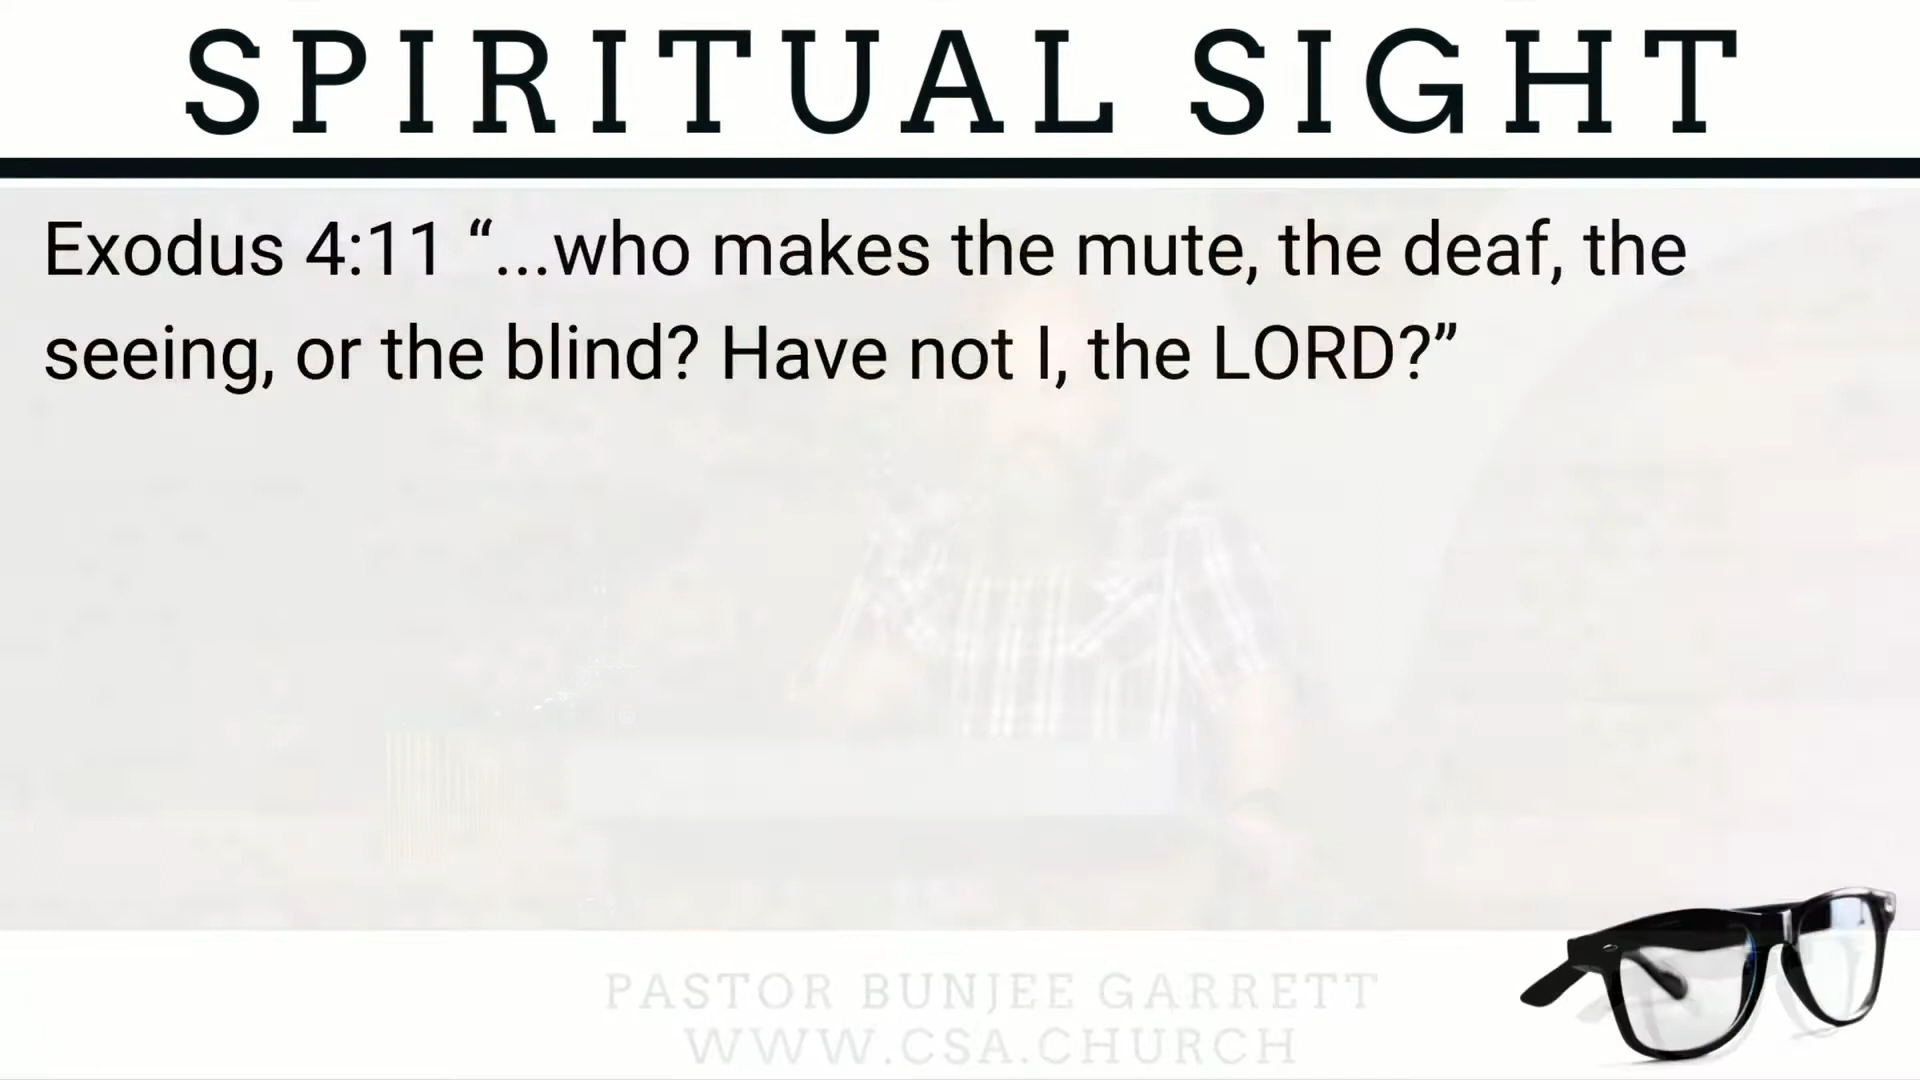 SPIRITUAL SIGHT
Exodus 4:11 “...who makes the mute, the deaf, the
seeing, or the blind? Have not I, the LORD?”
PASTOR BUNJEE GARRETT
WWW.CSA.CHURCH